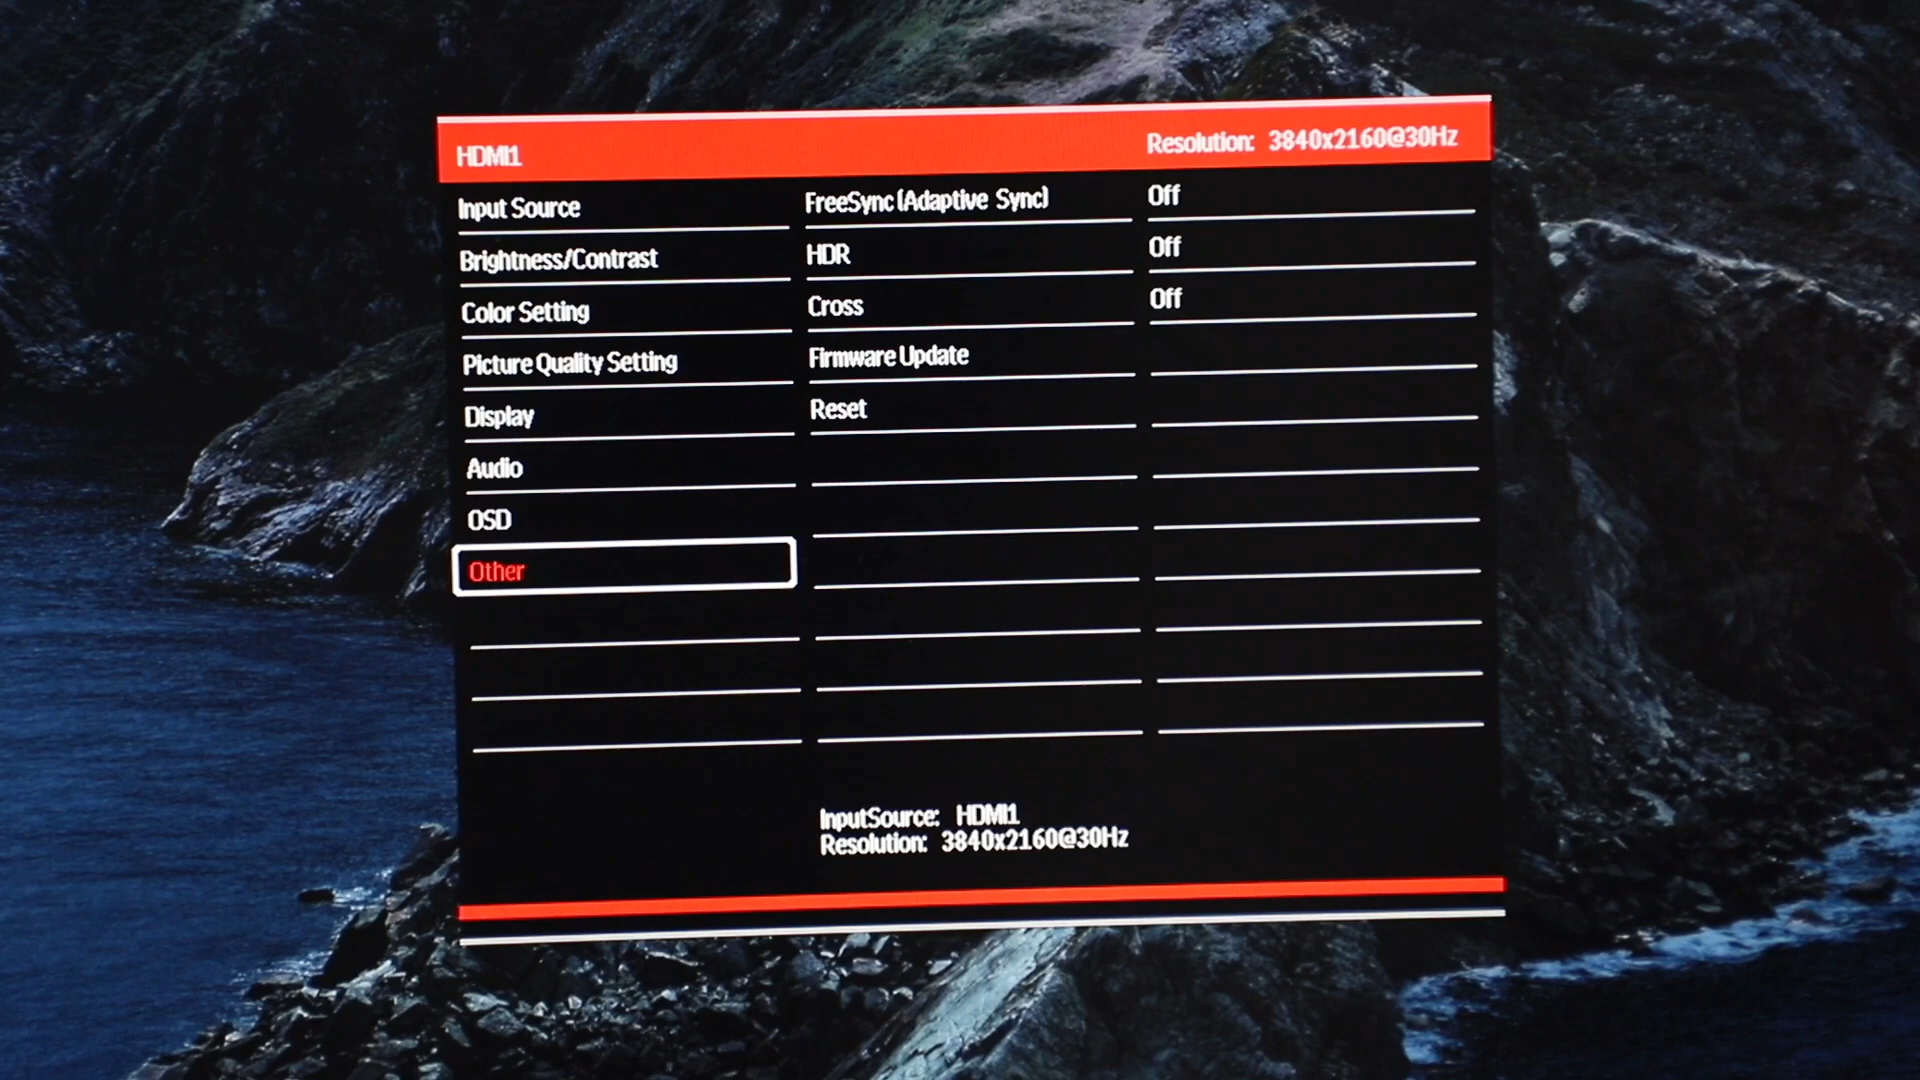 HDMI1
Resolution: 3840x2160@30Hz
Input Source
FreeSync (Adaptive Sync)
Off
Brightness/Contrast
HDR
Off
Color Setting
Cross
Off
Picture Quality Setting
Firmware Update
Display
Reset
Audio
OSD
Other
InputSource: HDMI1
Resolution: 3840x2160@30Hz